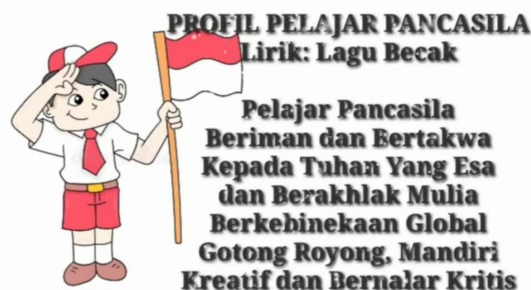 PROFIL PELAJAR PANCASILA
Lirik: Lagu Becak
Pelajar Pancasila
Beriman dan Bertakwa
Kepada Tuhan Yang Esa
dan Berakhlak Mulia
Berkebinekaan Global
Gotong Royong, Mandiri
Kreatif dan Bernalar Kritis